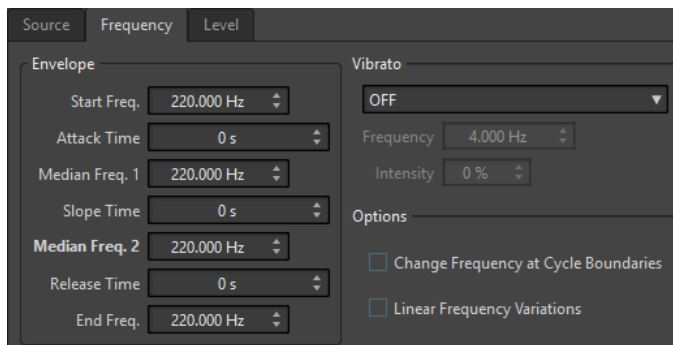 Source Frequency Level
Envelope
Start Freq. 220.000 Hz
Attack Time 0 s
Median Freq. 1 220.000 Hz
Slope Time 0 s
Median Freq. 2 220.000 Hz
Release Time 0 s
End Freq. 220.000 Hz
Vibrato
OFF
Frequency 4.000 Hz
Intensity 0 %
Options
Change Frequency at Cycle Boundaries
Linear Frequency Variations